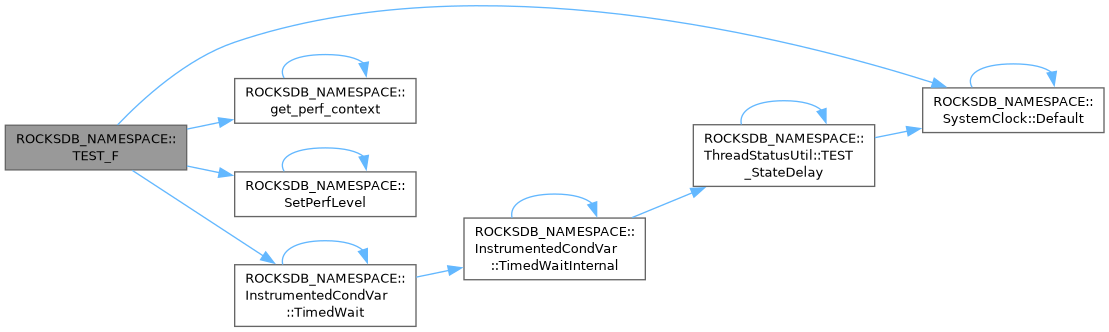 ROCKSDB_NAMESPACE::
TEST_F
ROCKSDB_NAMESPACE::
get_perf_context
ROCKSDB_NAMESPACE::
SetPerfLevel
ROCKSDB_NAMESPACE::
InstrumentedCondVar
::TimedWait
ROCKSDB_NAMESPACE::
InstrumentedCondVar
::TimedWaitInternal
ROCKSDB_NAMESPACE::
ThreadStatusUtil::TEST
_StateDelay
ROCKSDB_NAMESPACE::
SystemClock::Default